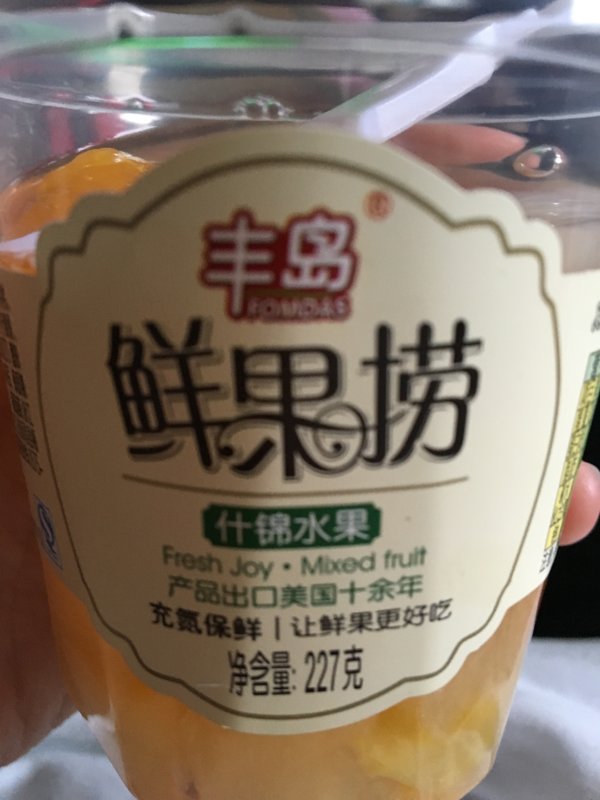 丰岛®
FOMDAS
鲜果捞
什锦水果
Fresh Joy • Mixed fruit
产品出口美国十余年
充氮保鲜 | 让鲜果更好吃
净含量: 227克